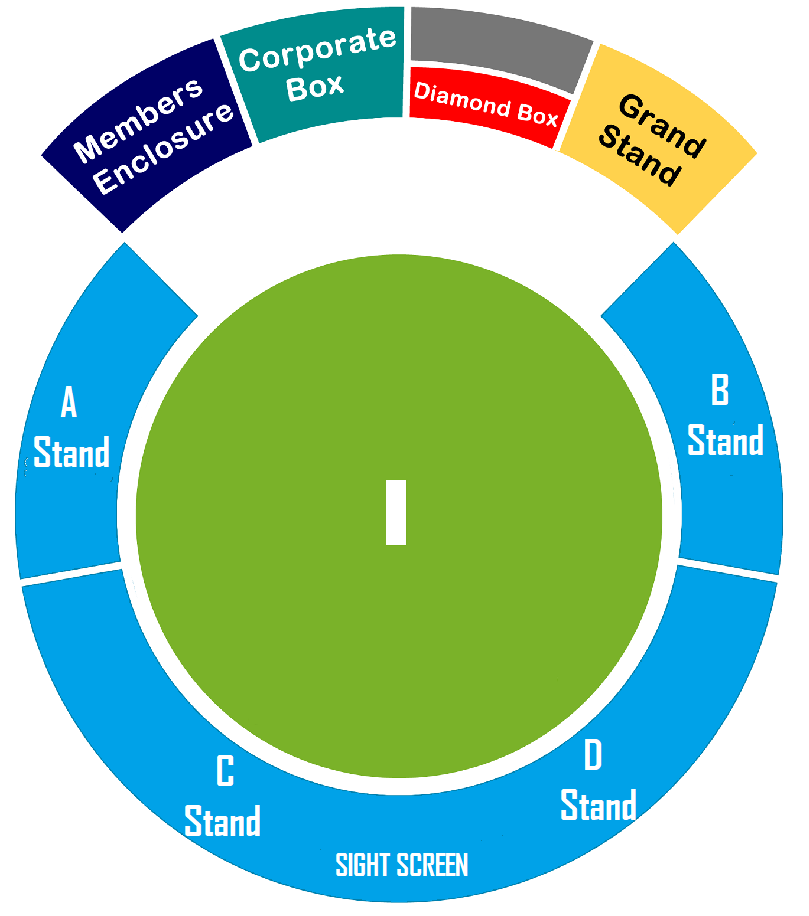 Corporate
Box
Members
Enclosure
Diamond Box
Grand
Stand
A
Stand
B
Stand
C
Stand
D
Stand
SIGHT SCREEN